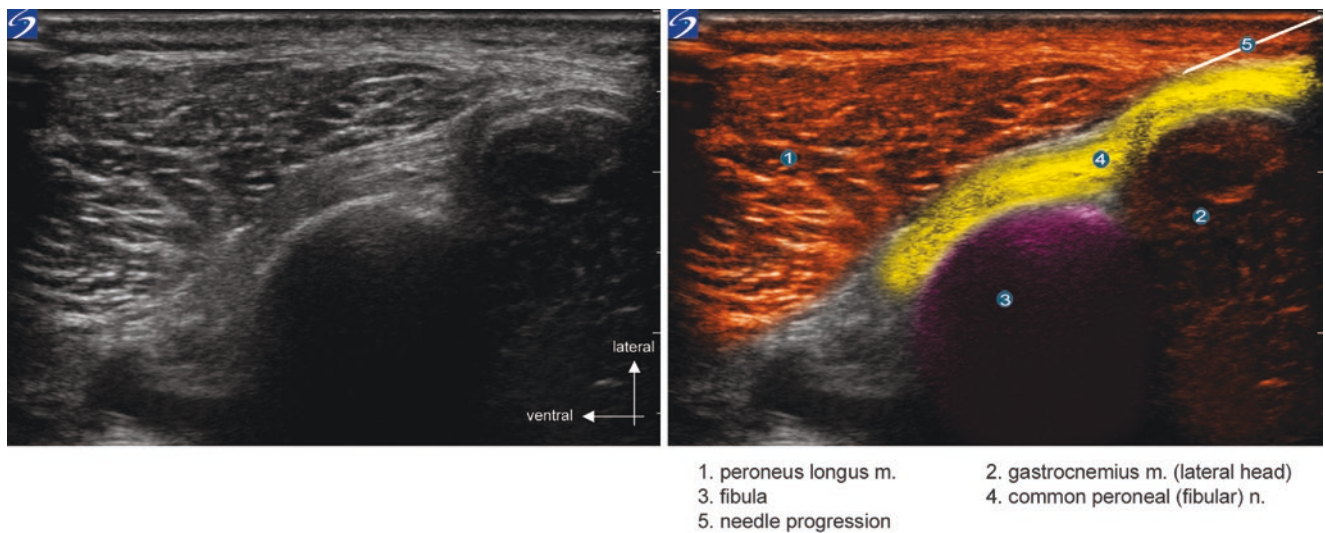 lateral
ventral
5
1
4
2
3
1. peroneus longus m.
2. gastrocnemius m. (lateral head)
3. fibula
4. common peroneal (fibular) n.
5. needle progression